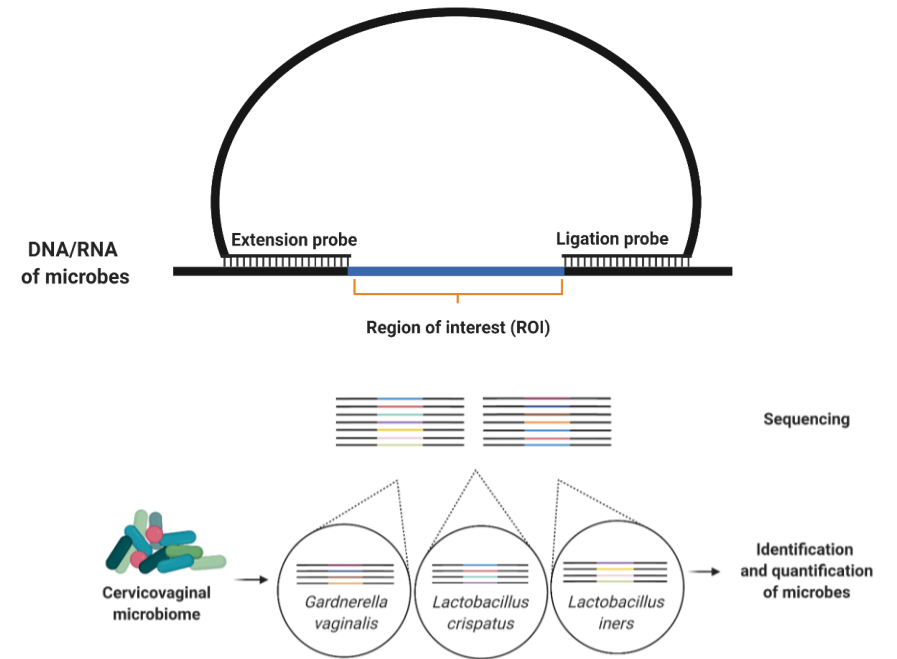 Extension probe
Ligation probe
DNA/RNA
of microbes
Region of interest (ROI)
Sequencing
Cervicovaginal
microbiome
Gardnerella
vaginalis
Lactobacillus
crispatus
Lactobacillus
iners
Identification
and quantification
of microbes